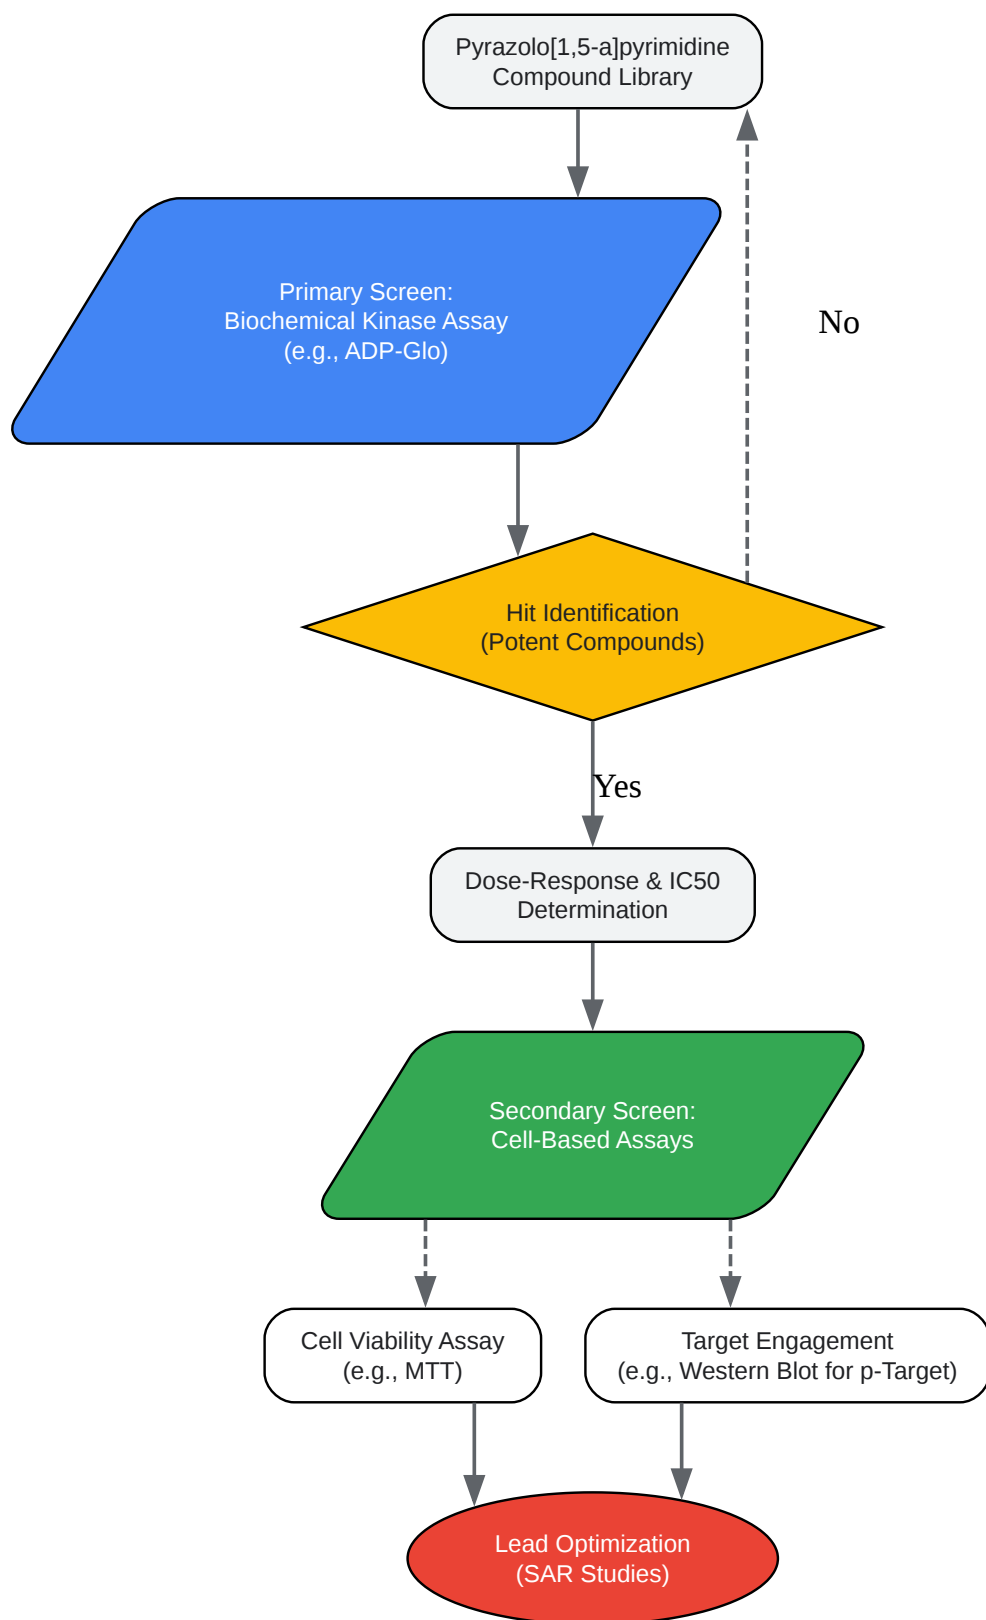 Pyrazolo[1,5-a]pyrimidine
Compound Library
Primary Screen:
Biochemical Kinase Assay
(e.g., ADP-Glo)
No
Hit Identification
(Potent Compounds)
Yes
Dose-Response & IC50
Determination
Secondary Screen:
Cell-Based Assays
Cell Viability Assay
(e.g., MTT)
Target Engagement
(e.g., Western Blot for p-Target)
Lead Optimization
(SAR Studies)